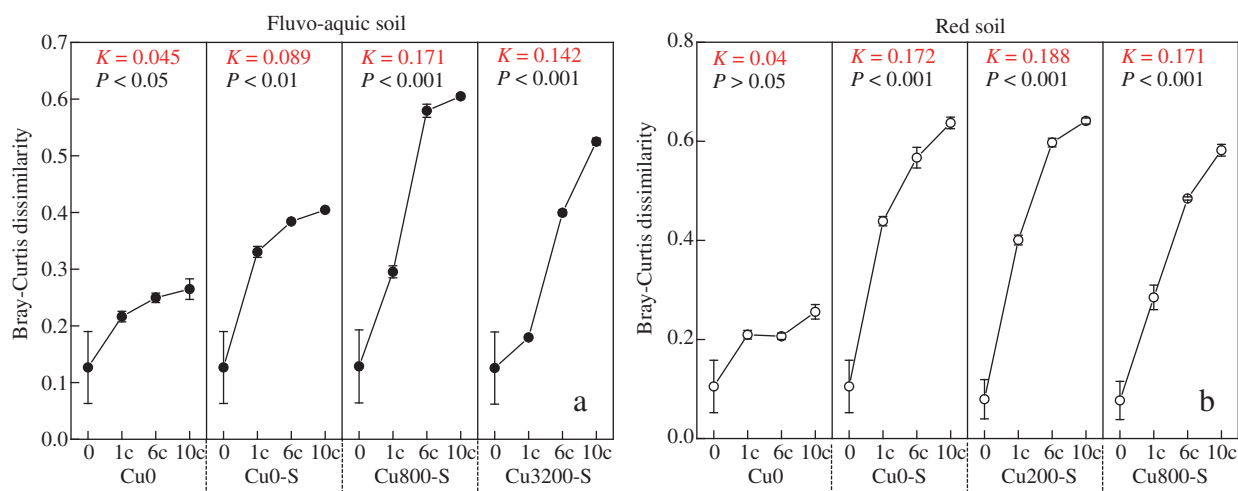 Fluvo-aquic soil
Bray-Curtis dissimilarity
0.7
0.6
0.5
0.4
0.3
0.2
0.1
0.0
K = 0.045
P < 0.05
K = 0.089
P < 0.01
K = 0.171
P < 0.001
K = 0.142
P < 0.001
a
0 1c 6c 10c 0 1c 6c 10c 0 1c 6c 10c 0 1c 6c 10c
Cu0 Cu0-S Cu800-S Cu3200-S
Red soil
Bray-Curtis dissimilarity
0.8
0.6
0.4
0.2
0.0
K = 0.04
P > 0.05
K = 0.172
P < 0.001
K = 0.188
P < 0.001
K = 0.171
P < 0.001
b
0 1c 6c 10c 0 1c 6c 10c 0 1c 6c 10c 0 1c 6c 10c
Cu0 Cu0-S Cu200-S Cu800-S